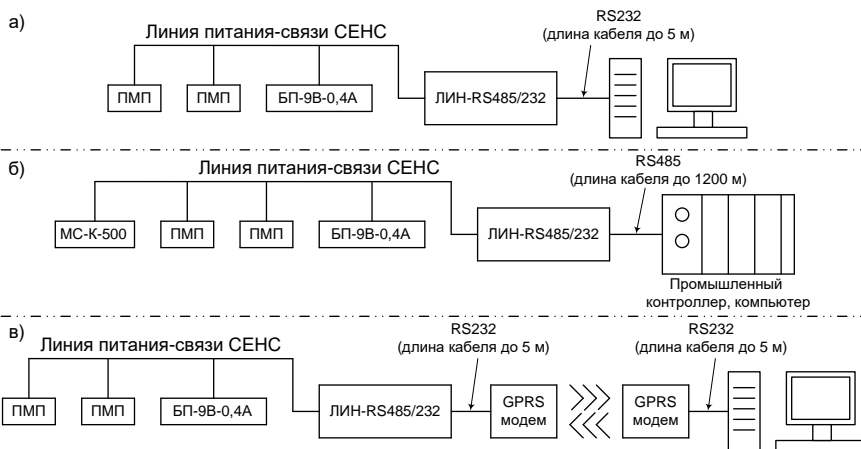 а)
Линия питания-связи СЕНС
RS232
(длина кабеля до 5 м)
ПМП
ПМП
БП-9В-0,4А
ЛИН-RS485/232
б)
Линия питания-связи СЕНС
RS485
(длина кабеля до 1200 м)
МС-К-500
ПМП
ПМП
БП-9В-0,4А
ЛИН-RS485/232
Промышленный
контроллер, компьютер
в)
Линия питания-связи СЕНС
RS232
(длина кабеля до 5 м)
RS232
(длина кабеля до 5 м)
ПМП
ПМП
БП-9В-0,4А
ЛИН-RS485/232
GPRS
модем
GPRS
модем